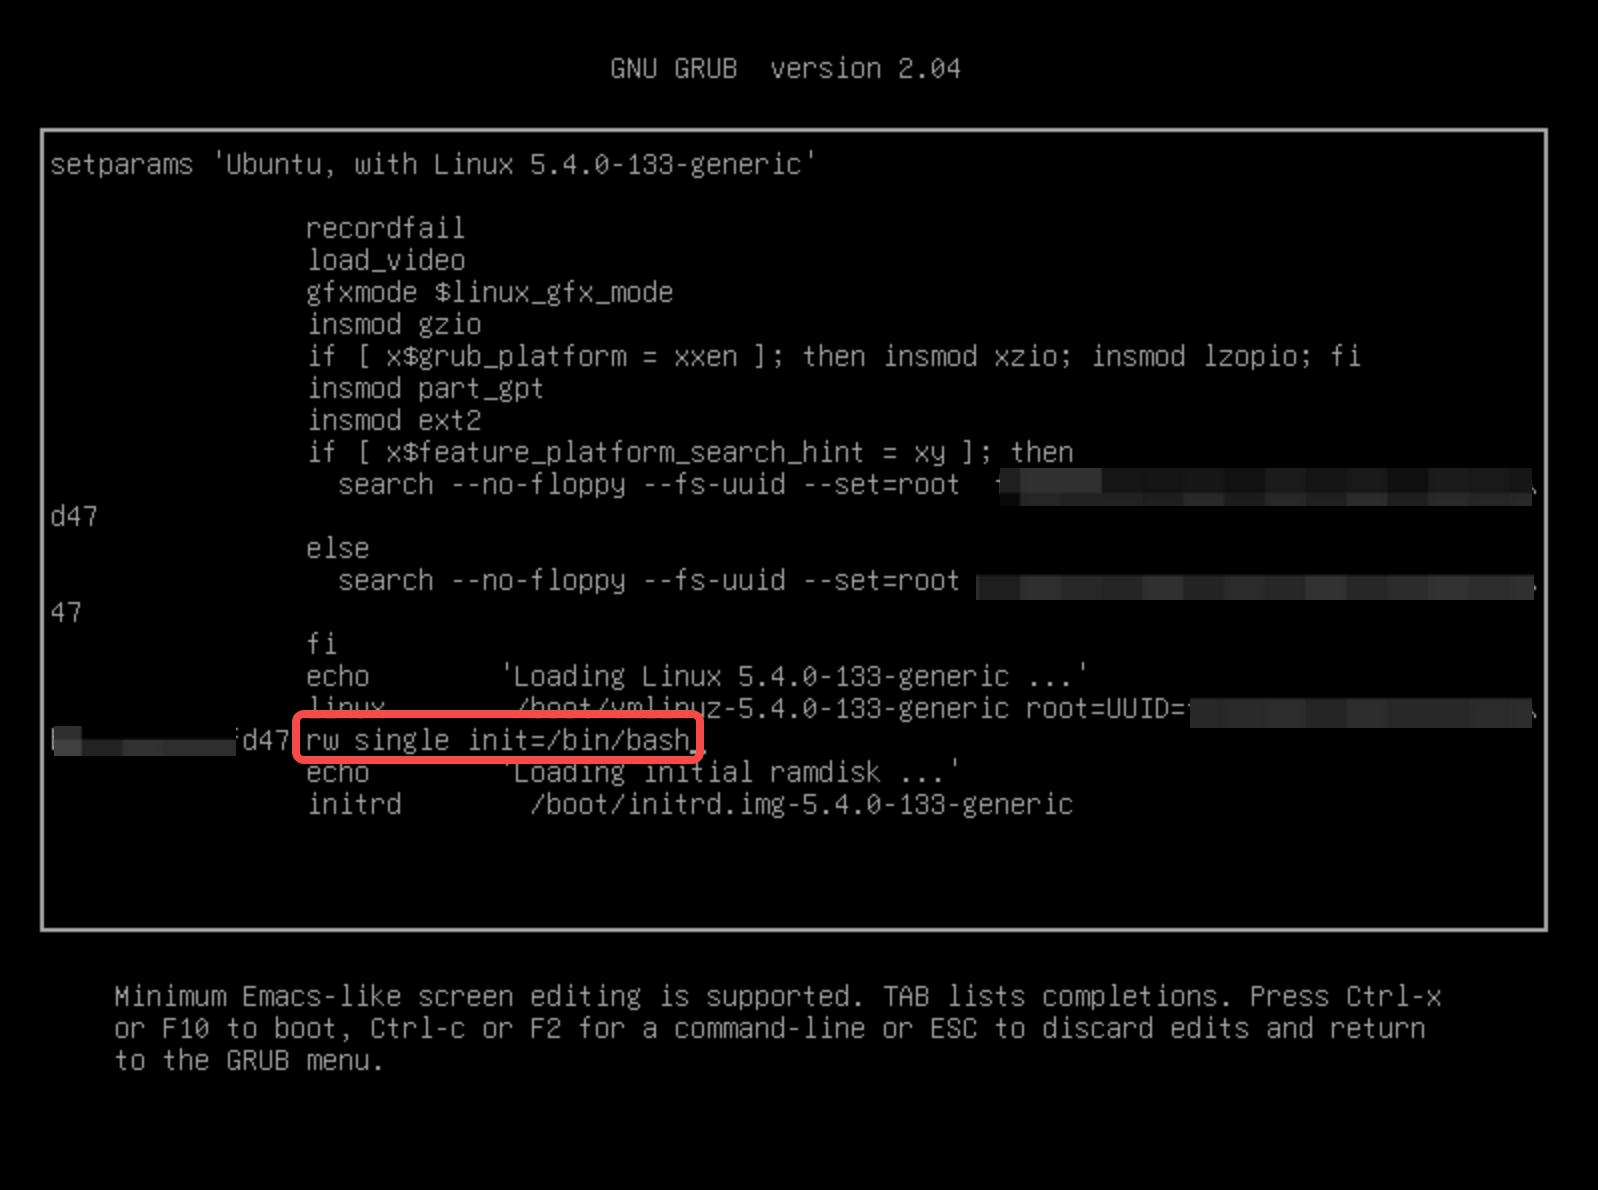 GNU GRUB version 2.04
setparams 'Ubuntu, with Linux 5.4.0-133-generic'
recordfail
load_video
gfxmode $linux_gfx_mode
insmod gzio
if [ x$grub_platform = xxen ]; then insmod xzio; insmod lzopio; fi
insmod part_gpt
insmod ext2
if [ x$feature_platform_search_hint = xy ]; then
search --no-floppy --fs-uuid --set=root
d47
else
search --no-floppy --fs-uuid --set=root
47
fi
echo 'Loading Linux 5.4.0-133-generic ...'
linux /boot/vmlinuz-5.4.0-133-generic root=UUID=
d47 rw single init=/bin/bash
echo 'Loading initial ramdisk ...'
initrd /boot/initrd.img-5.4.0-133-generic
Minimum Emacs-like screen editing is supported. TAB lists completions. Press Ctrl-x
or F10 to boot, Ctrl-c or F2 for a command-line or ESC to discard edits and return
to the GRUB menu.